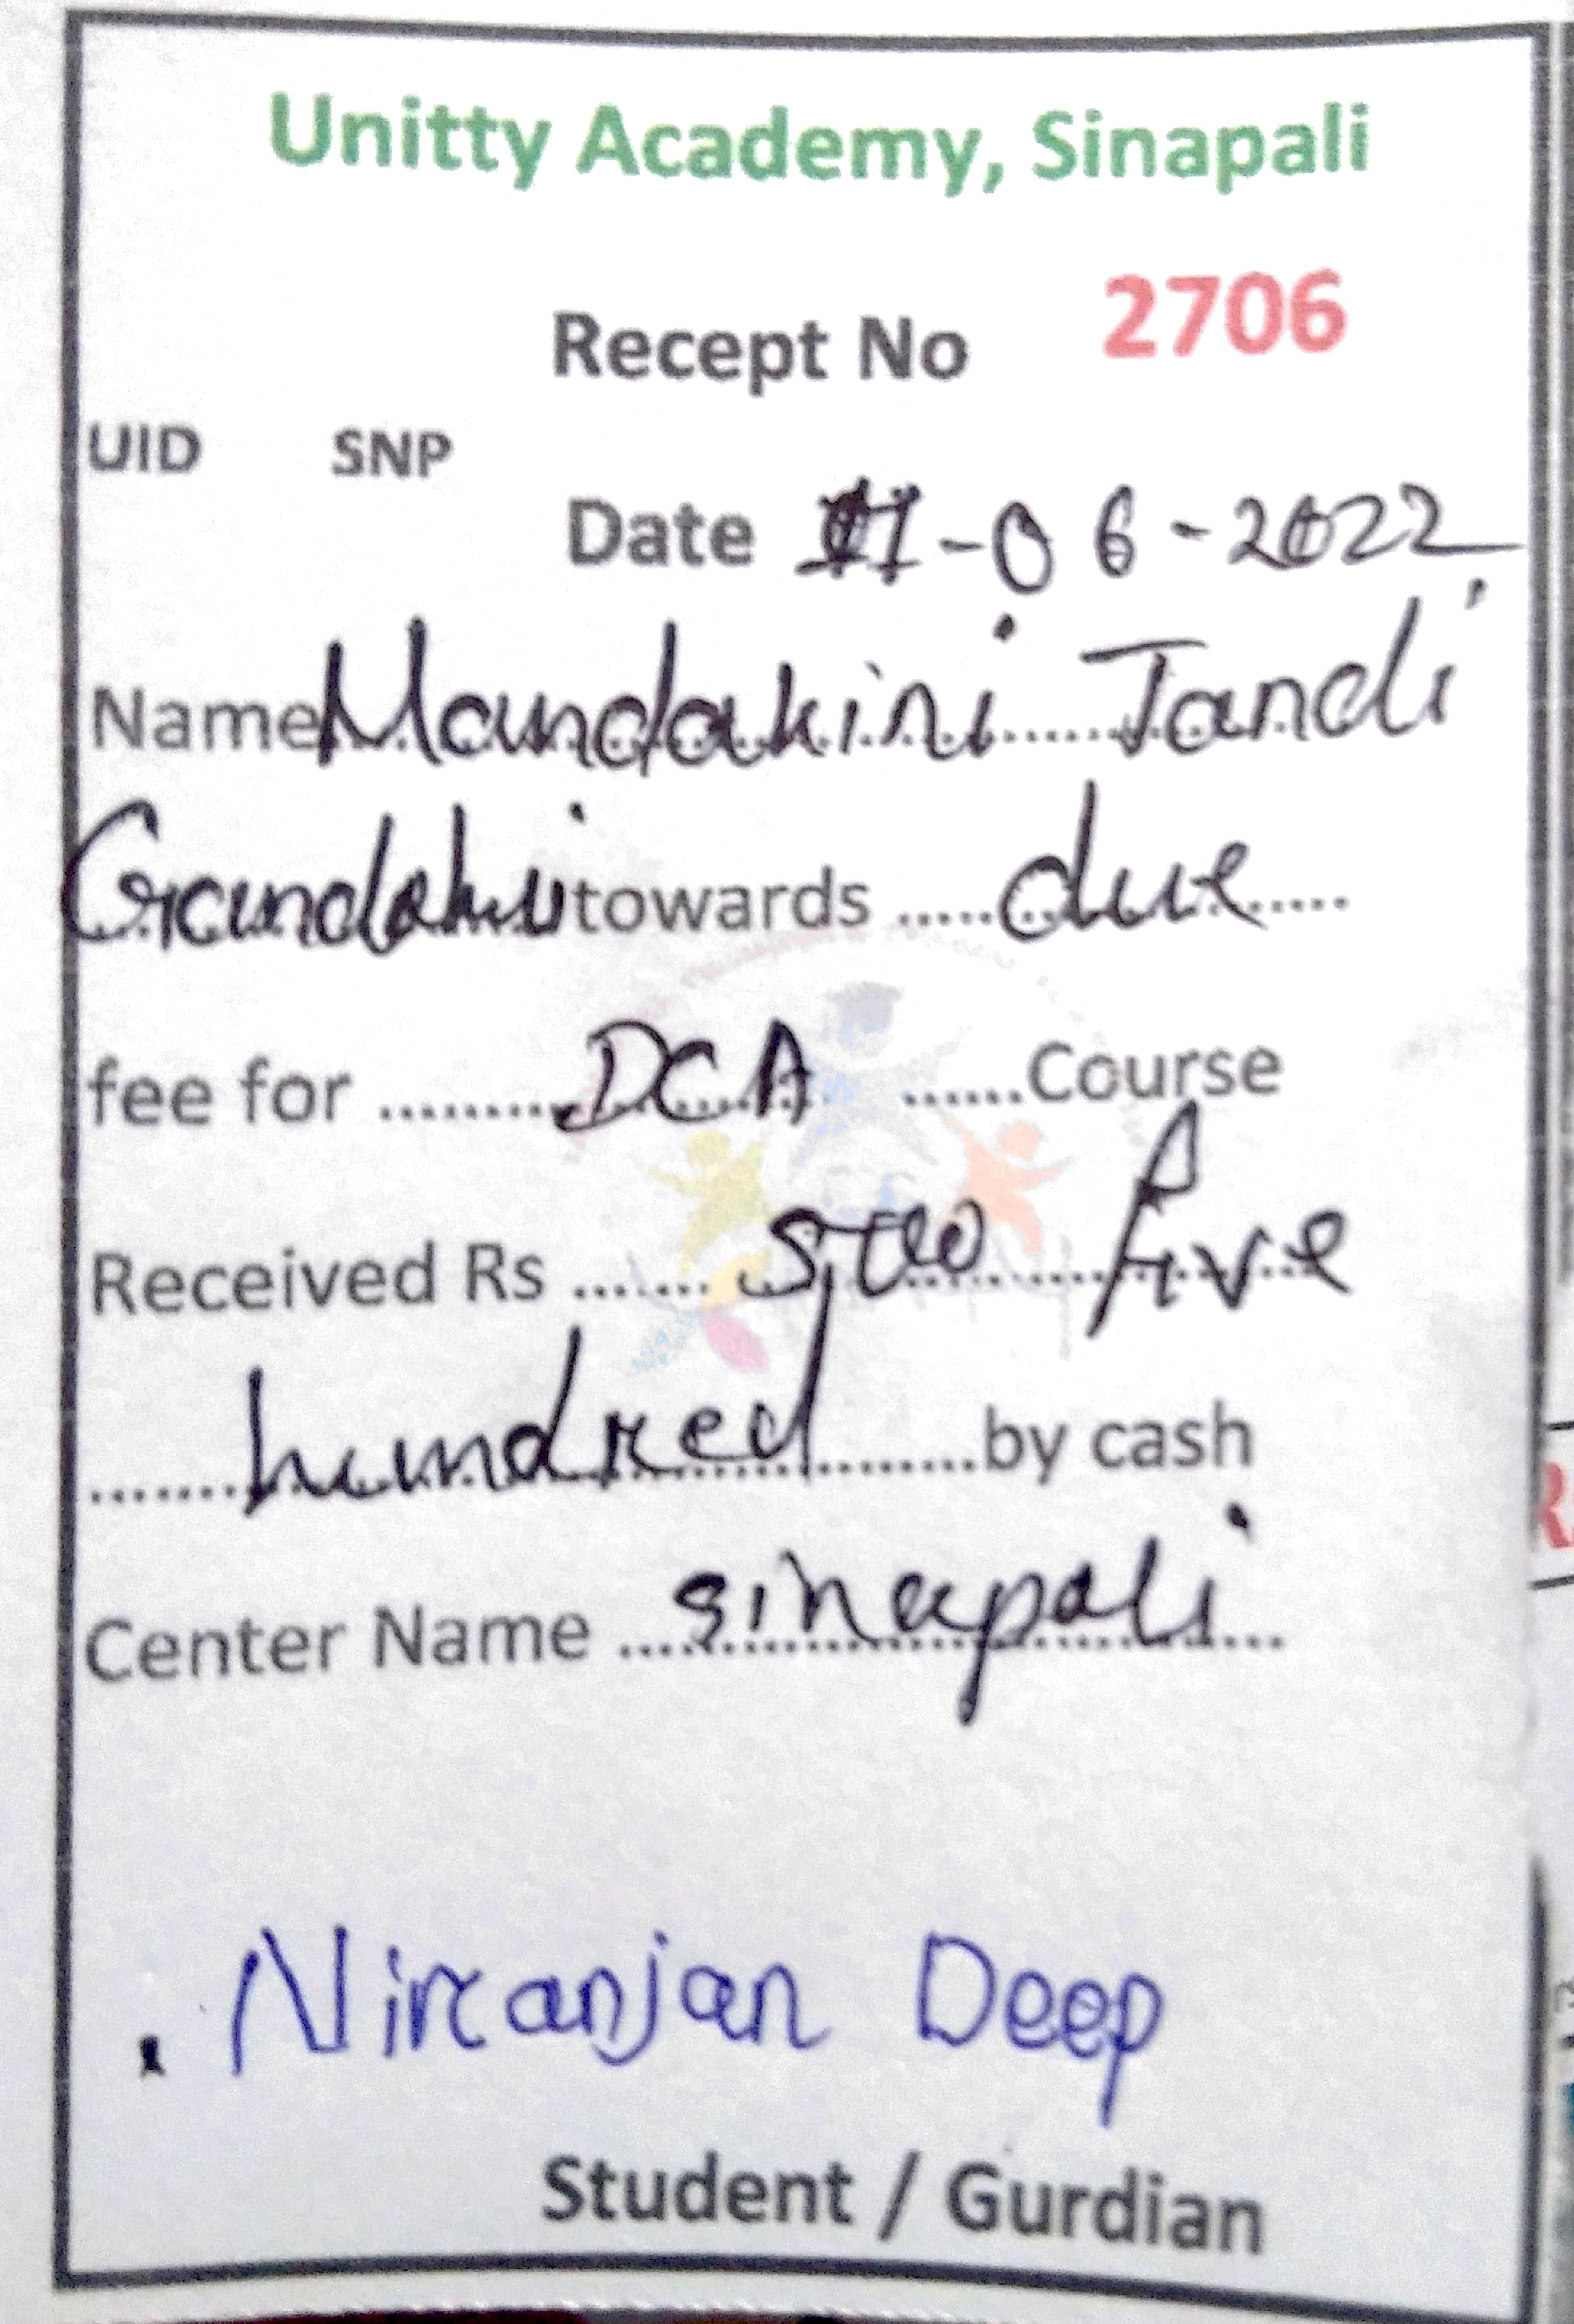 Unitty Academy, Sinapali
Recept No 2706
UID SNP
Date -06-2022
Name Mandakini Tandi
towards ..... due .....
fee for ......... DCA ......Course
Received Rs ....... 500 five
....... hundred .........by cash
Center Name .... sinapali ...
Niranjan Deep
Student / Gurdian